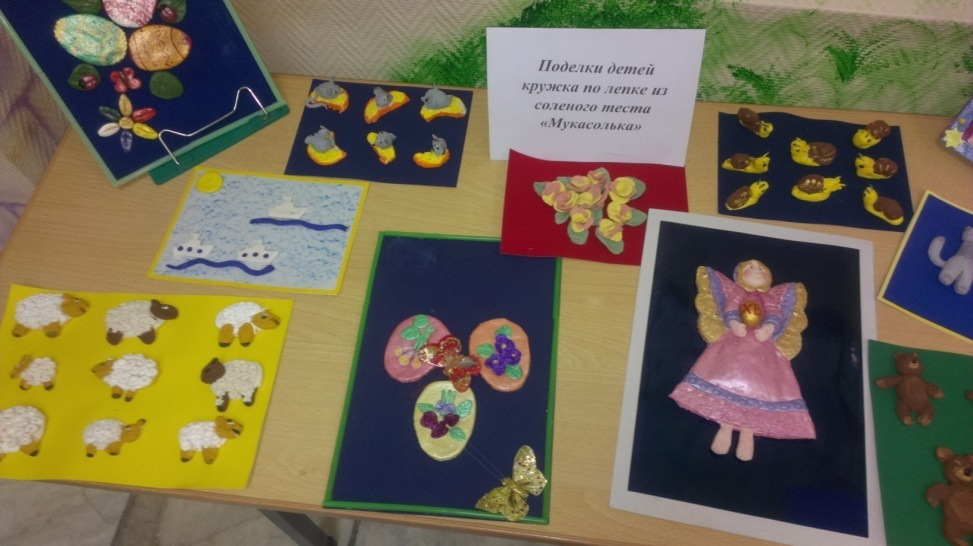 Поделки детей
кружка по лепке из
соленого теста
«Мукасолька»